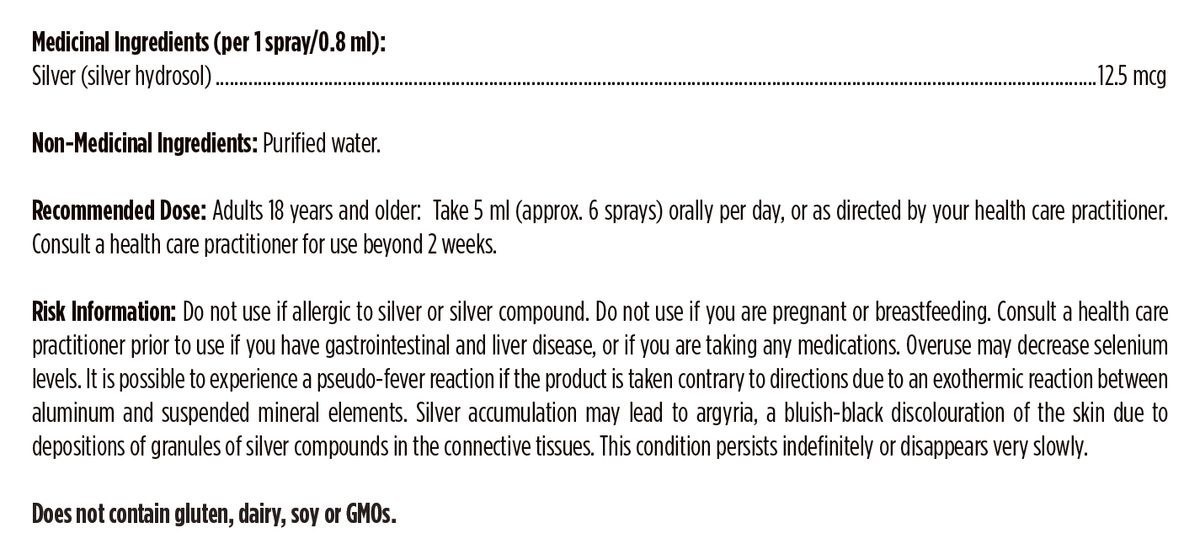 Medicinal Ingredients (per 1 spray/0.8 ml):
Silver (silver hydrosol) ........................................................................................................................................................................................12.5 mcg
Non-Medicinal Ingredients: Purified water.
Recommended Dose: Adults 18 years and older: Take 5 ml (approx. 6 sprays) orally per day, or as directed by your health care practitioner.
Consult a health care practitioner for use beyond 2 weeks.
Risk Information: Do not use if allergic to silver or silver compound. Do not use if you are pregnant or breastfeeding. Consult a health care
practitioner prior to use if you have gastrointestinal and liver disease, or if you are taking any medications. Overuse may decrease selenium
levels. It is possible to experience a pseudo-fever reaction if the product is taken contrary to directions due to an exothermic reaction between
aluminum and suspended mineral elements. Silver accumulation may lead to argyria, a bluish-black discolouration of the skin due to
depositions of granules of silver compounds in the connective tissues. This condition persists indefinitely or disappears very slowly.
Does not contain gluten, dairy, soy or GMOs.